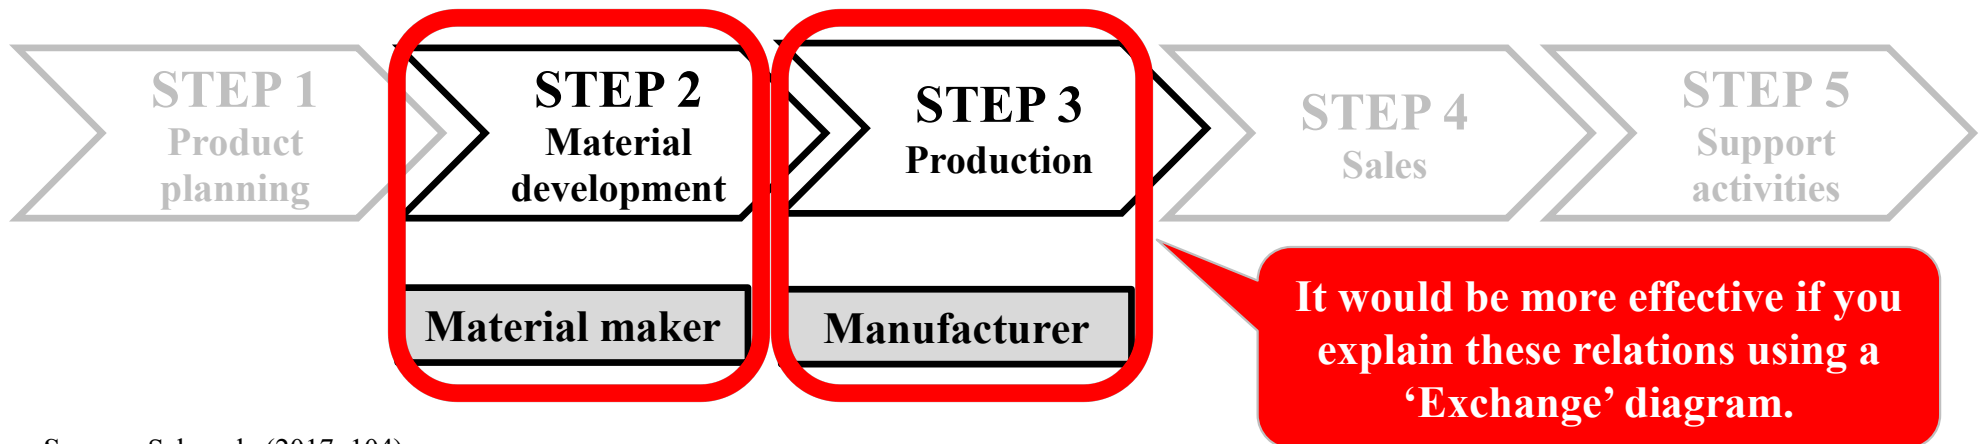 STEP 1
Product
planning
STEP 2
Material
development
STEP 3
Production
STEP 4
Sales
STEP 5
Support
activities
Material maker
Manufacturer
It would be more effective if you
explain these relations using a
‘Exchange’ diagram.